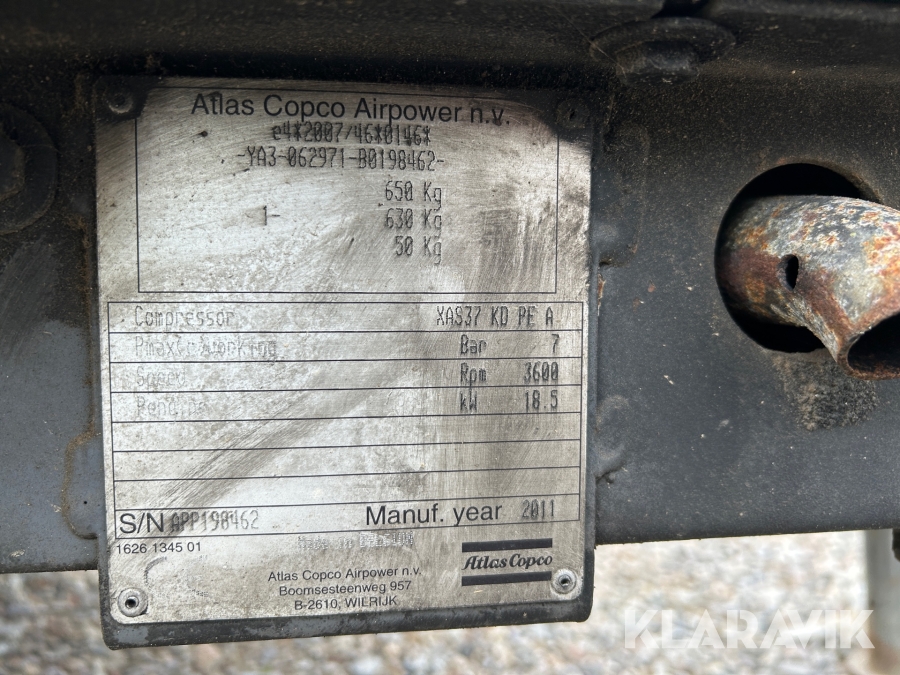 Atlas Copco Airpower n.v.
e4*2007/46*0146*
-YA3-062971-B0198462-
650 Kg
1- 630 Kg
50 Kg
Compressor XAS37 KD PE A
Bar 7
Speed Rpm 3600
kW 18.5
S/N APP198462 Manuf. year 2011
1626 1345 01
Atlas Copco
Atlas Copco Airpower n.v.
Boomsesteenweg 957
B-2610, WILRIJK
KLARAVIK